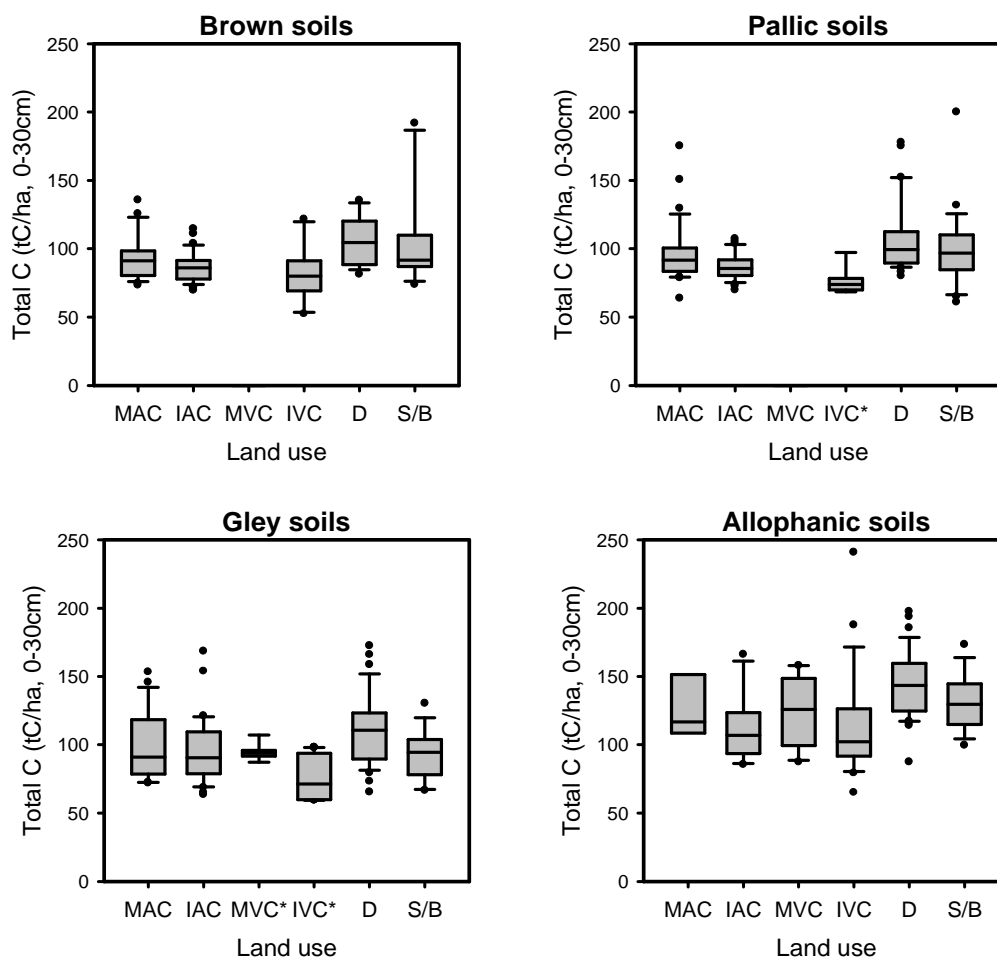 Brown soils
250
200
150
100
50
0
Total C (tC/ha, 0-30cm)
MAC IAC MVC IVC D S/B
Land use
Pallic soils
250
200
150
100
50
0
Total C (tC/ha, 0-30cm)
MAC IAC MVC IVC* D S/B
Land use
Gley soils
250
200
150
100
50
0
Total C (tC/ha, 0-30cm)
MAC IAC MVC* IVC* D S/B
Land use
Allophanic soils
250
200
150
100
50
0
Total C (tC/ha, 0-30cm)
MAC IAC MVC IVC D S/B
Land use